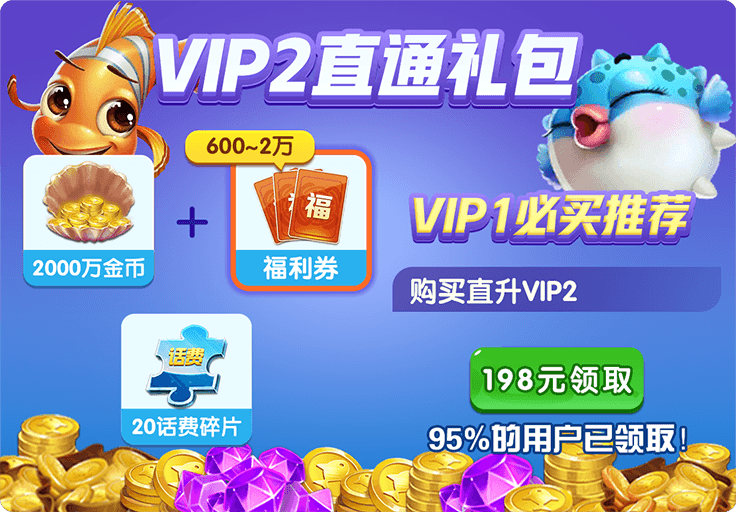 VIP2直通礼包
600~2万
福
2000万金币
+
福利券
VIP1必买推荐
购买直升VIP2
话费
20话费碎片
198元领取
95%的用户已领取!